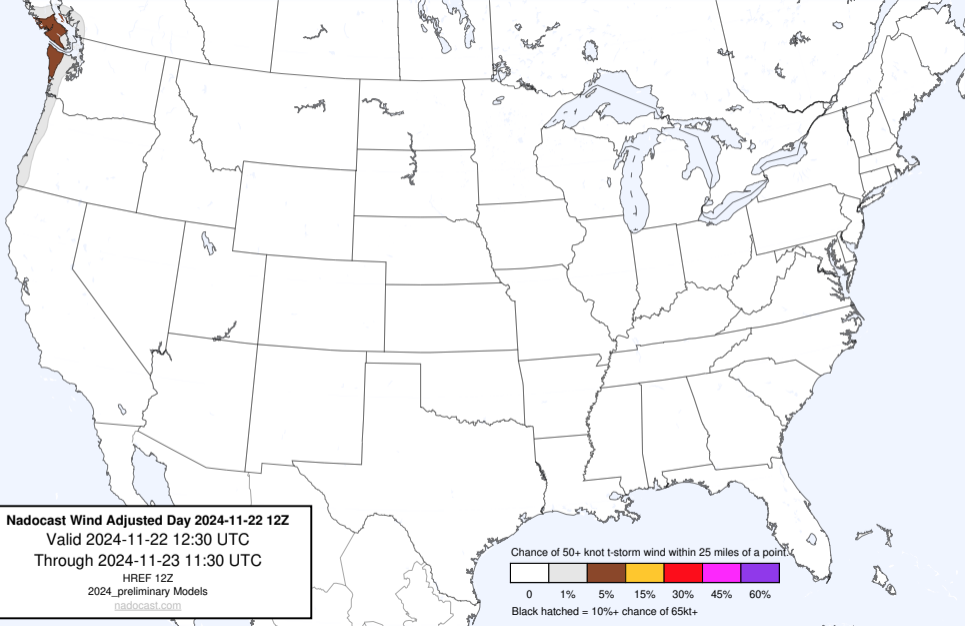 Nadocast Wind Adjusted Day 2024-11-22 12Z
Valid 2024-11-22 12:30 UTC
Through 2024-11-23 11:30 UTC
HREF 12Z
2024_preliminary Models
nadocast.com
Chance of 50+ knot t-storm wind within 25 miles of a point.
0 1% 5% 15% 30% 45% 60%
Black hatched = 10%+ chance of 65kt+